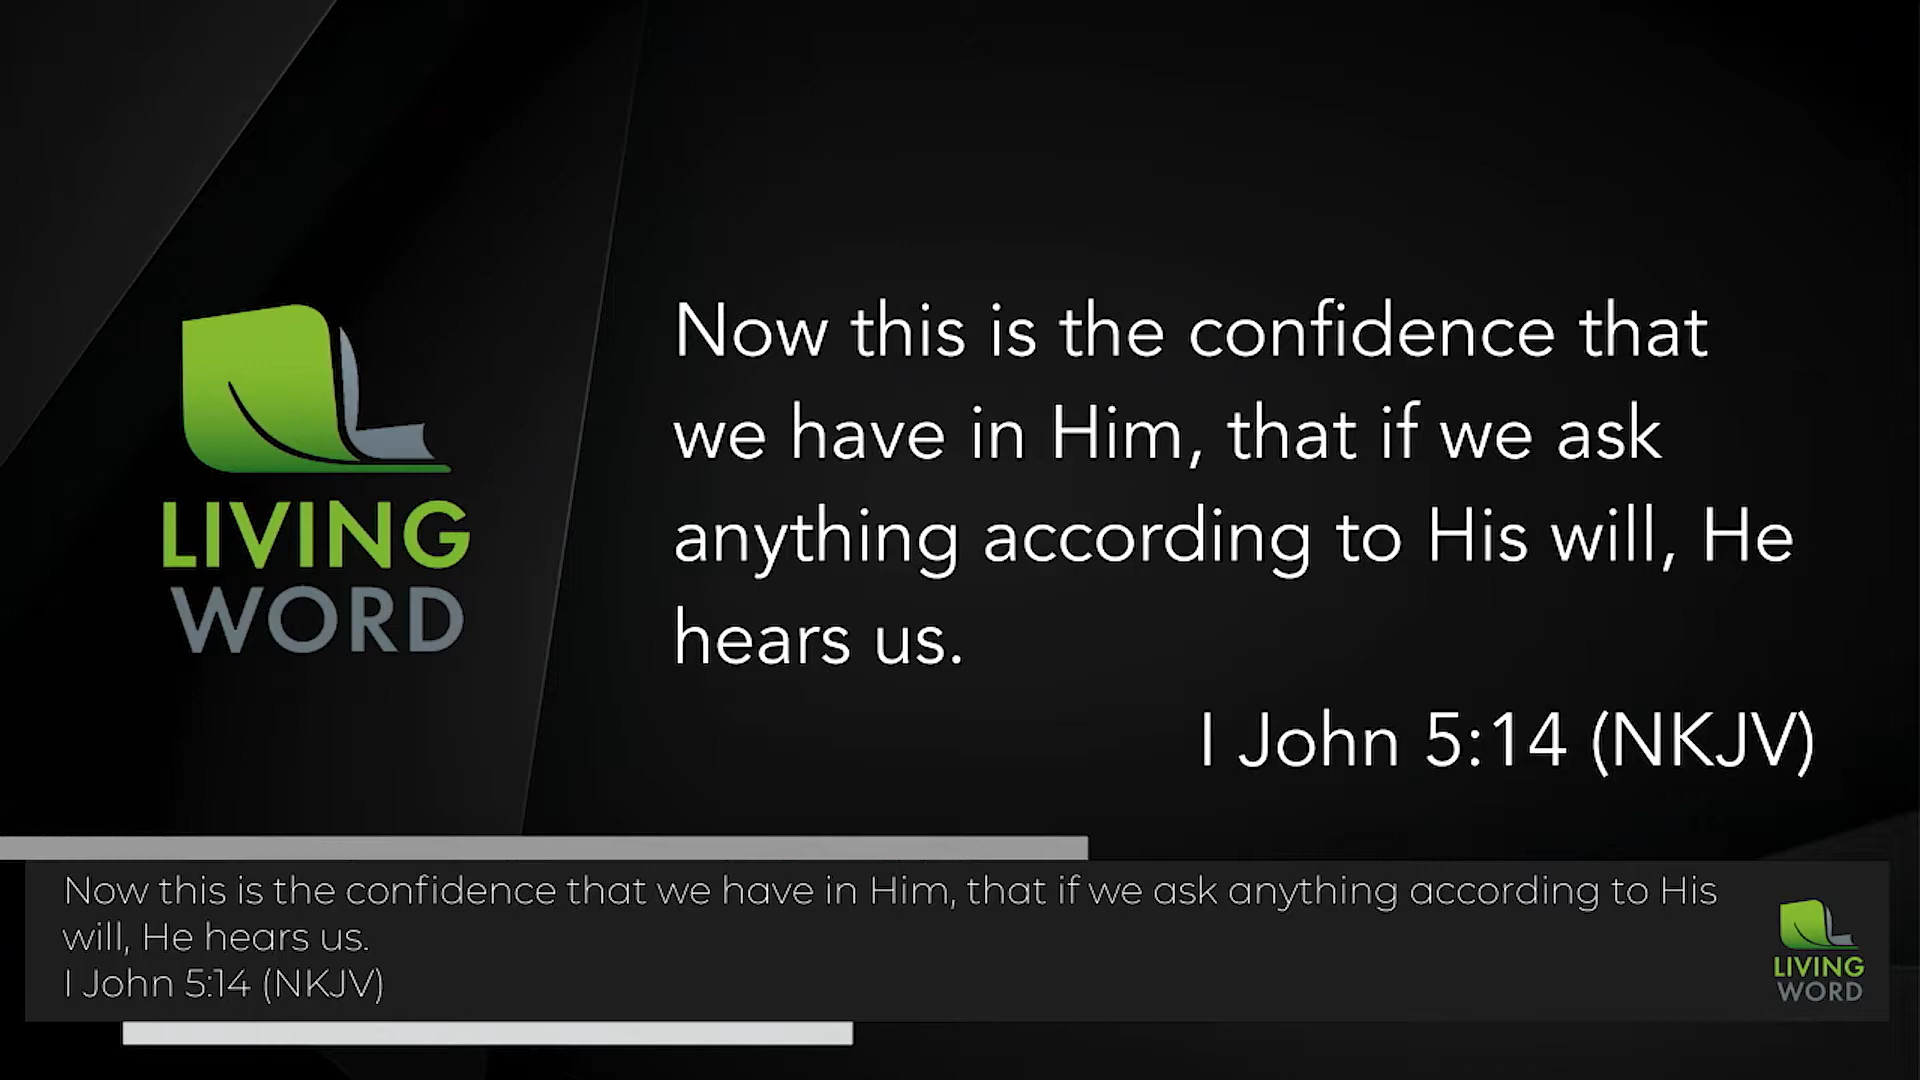 LIVING
WORD
Now this is the confidence that
we have in Him, that if we ask
anything according to His will, He
hears us.
I John 5:14 (NKJV)
Now this is the confidence that we have in Him, that if we ask anything according to His
will, He hears us.
I John 5:14 (NKJV)
LIVING
WORD